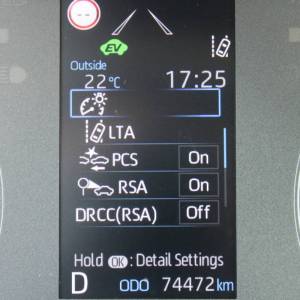 EV
Outside
22°C 17:25
LTA
PCS On
RSA On
DRCC(RSA) Off
Hold OK : Detail Settings
D ODO 74472 km